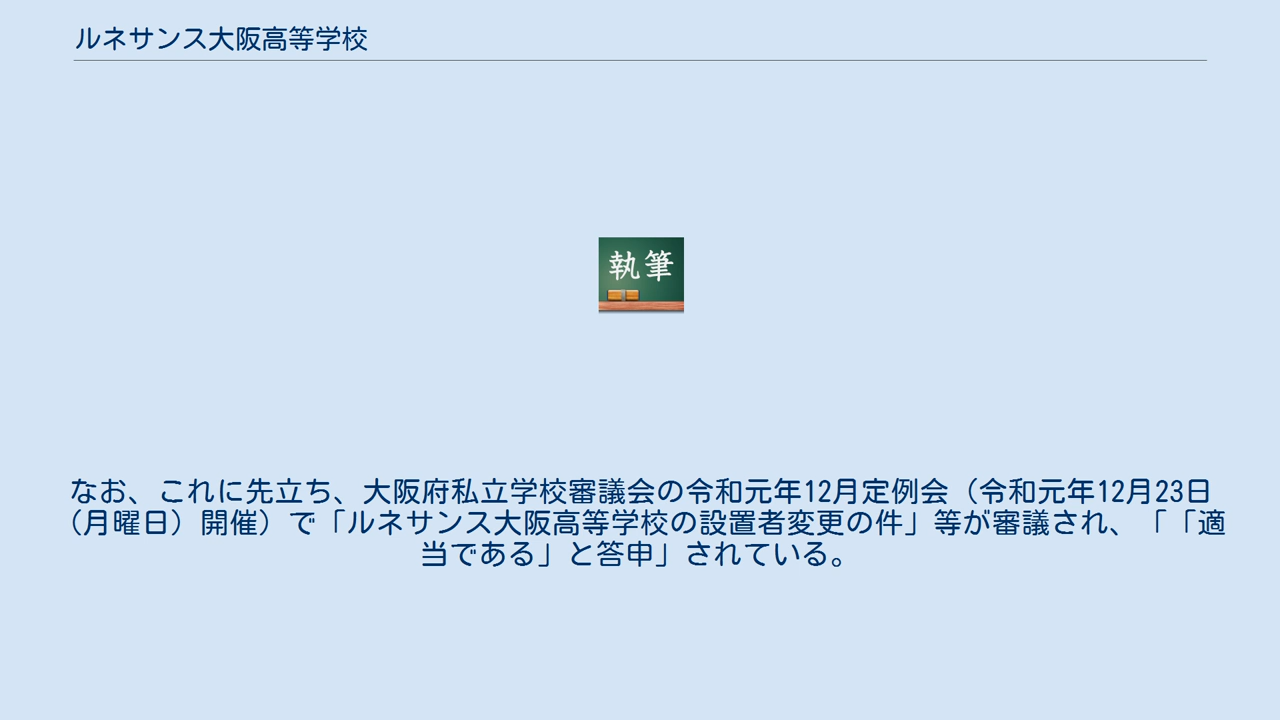 ルネサンス大阪高等学校
執筆
なお、これに先立ち、大阪府私立学校審議会の令和元年12月定例会（令和元年12月23日
（月曜日）開催）で「ルネサンス大阪高等学校の設置者変更の件」等が審議され、「「適
当である」と答申」されている。